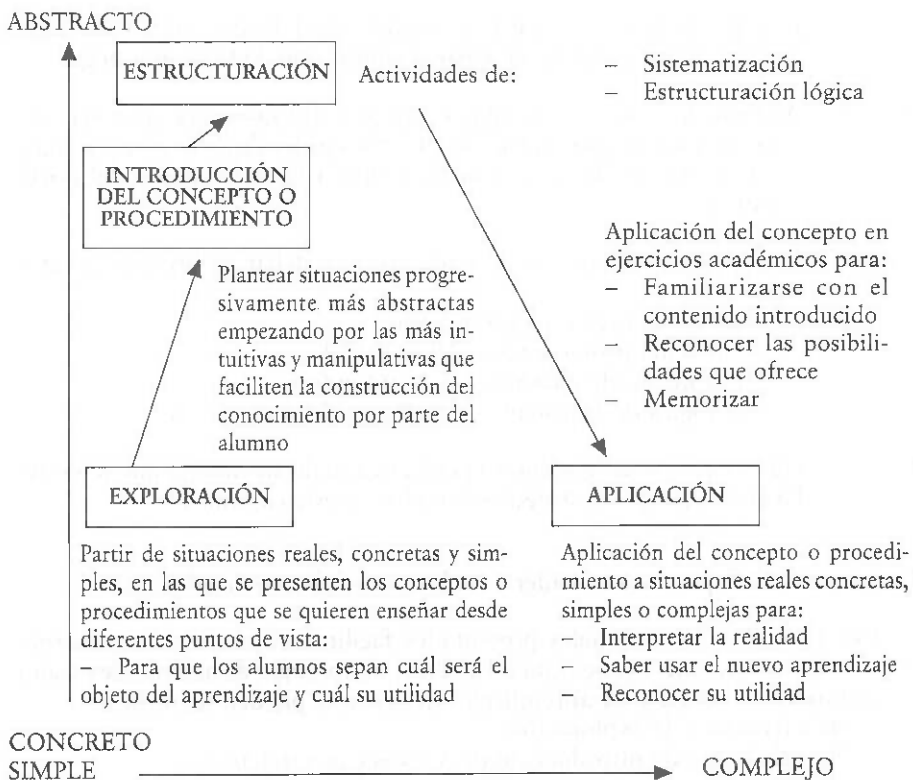 ABSTRACTO
ESTRUCTURACIÓN
Actividades de:
– Sistematización
– Estructuración lógica
INTRODUCCIÓN
DEL CONCEPTO O
PROCEDIMIENTO
Plantear situaciones progre-
sivamente más abstractas
empezando por las más in-
tuitivas y manipulativas que
faciliten la construcción del
conocimiento por parte del
alumno
Aplicación del concepto en
ejercicios académicos para:
– Familiarizarse con el
contenido introducido
– Reconocer las posibili-
dades que ofrece
– Memorizar
EXPLORACIÓN
Partir de situaciones reales, concretas y sim-
ples, en las que se presenten los conceptos o
procedimientos que se quieren enseñar desde
diferentes puntos de vista:
– Para que los alumnos sepan cuál será el
objeto del aprendizaje y cuál su utilidad
APLICACIÓN
Aplicación del concepto o procedi-
miento a situaciones reales concretas,
simples o complejas para:
– Interpretar la realidad
– Saber usar el nuevo aprendizaje
– Reconocer su utilidad
CONCRETO
SIMPLE
COMPLEJO